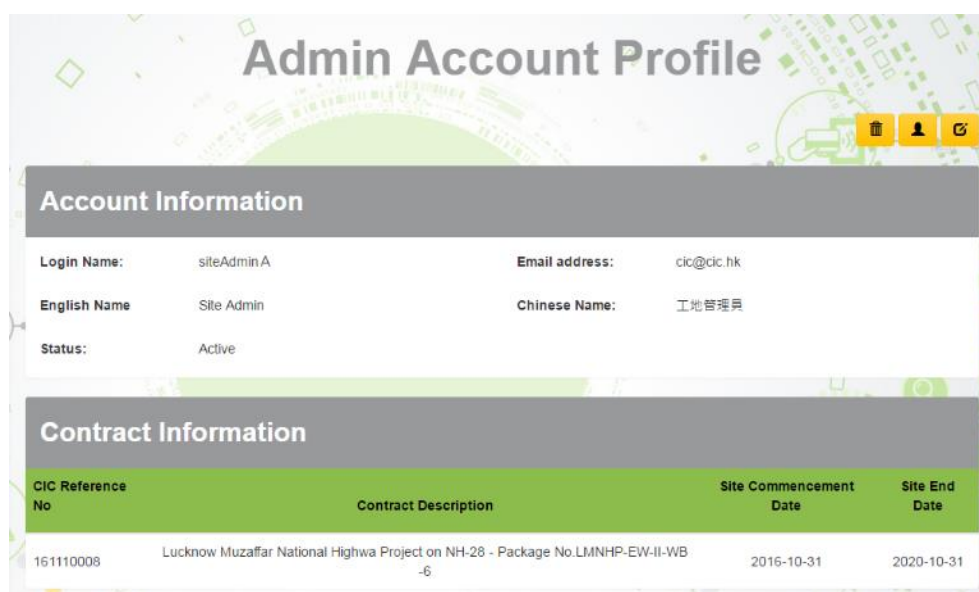 Admin Account Profile
Account Information
Login Name: siteAdminA Email address: cic@cic.hk
English Name Site Admin Chinese Name: 工地管理員
Status: Active
Contract Information
CIC Reference No Contract Description Site Commencement Date Site End Date
161110008 Lucknow Muzaffar National Highwa Project on NH-28 - Package No.LMNHP-EW-II-WB
-6 2016-10-31 2020-10-31